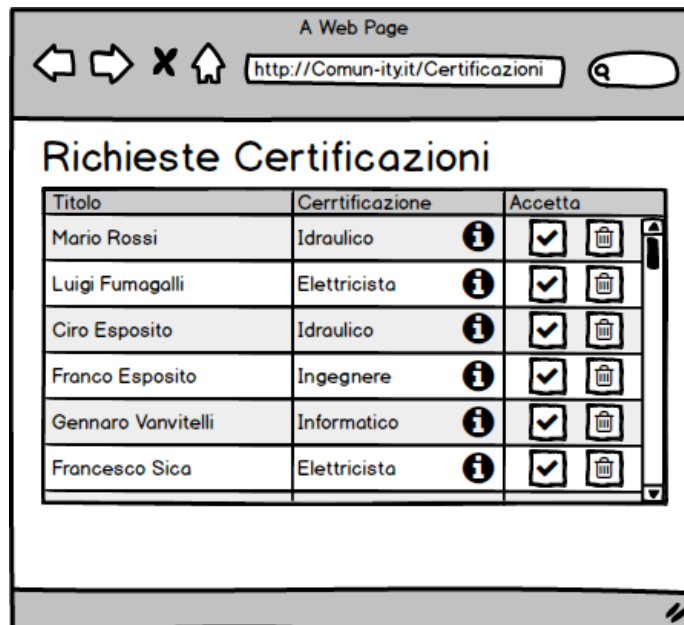 A Web Page
http://Comun-ity.it/Certificazioni
Richieste Certificazioni
Titolo Cerrtificazione Accetta
Mario Rossi Idraulico
Luigi Fumagalli Elettricista
Ciro Esposito Idraulico
Franco Esposito Ingegnere
Gennaro Vanvitelli Informatico
Francesco Sica Elettricista